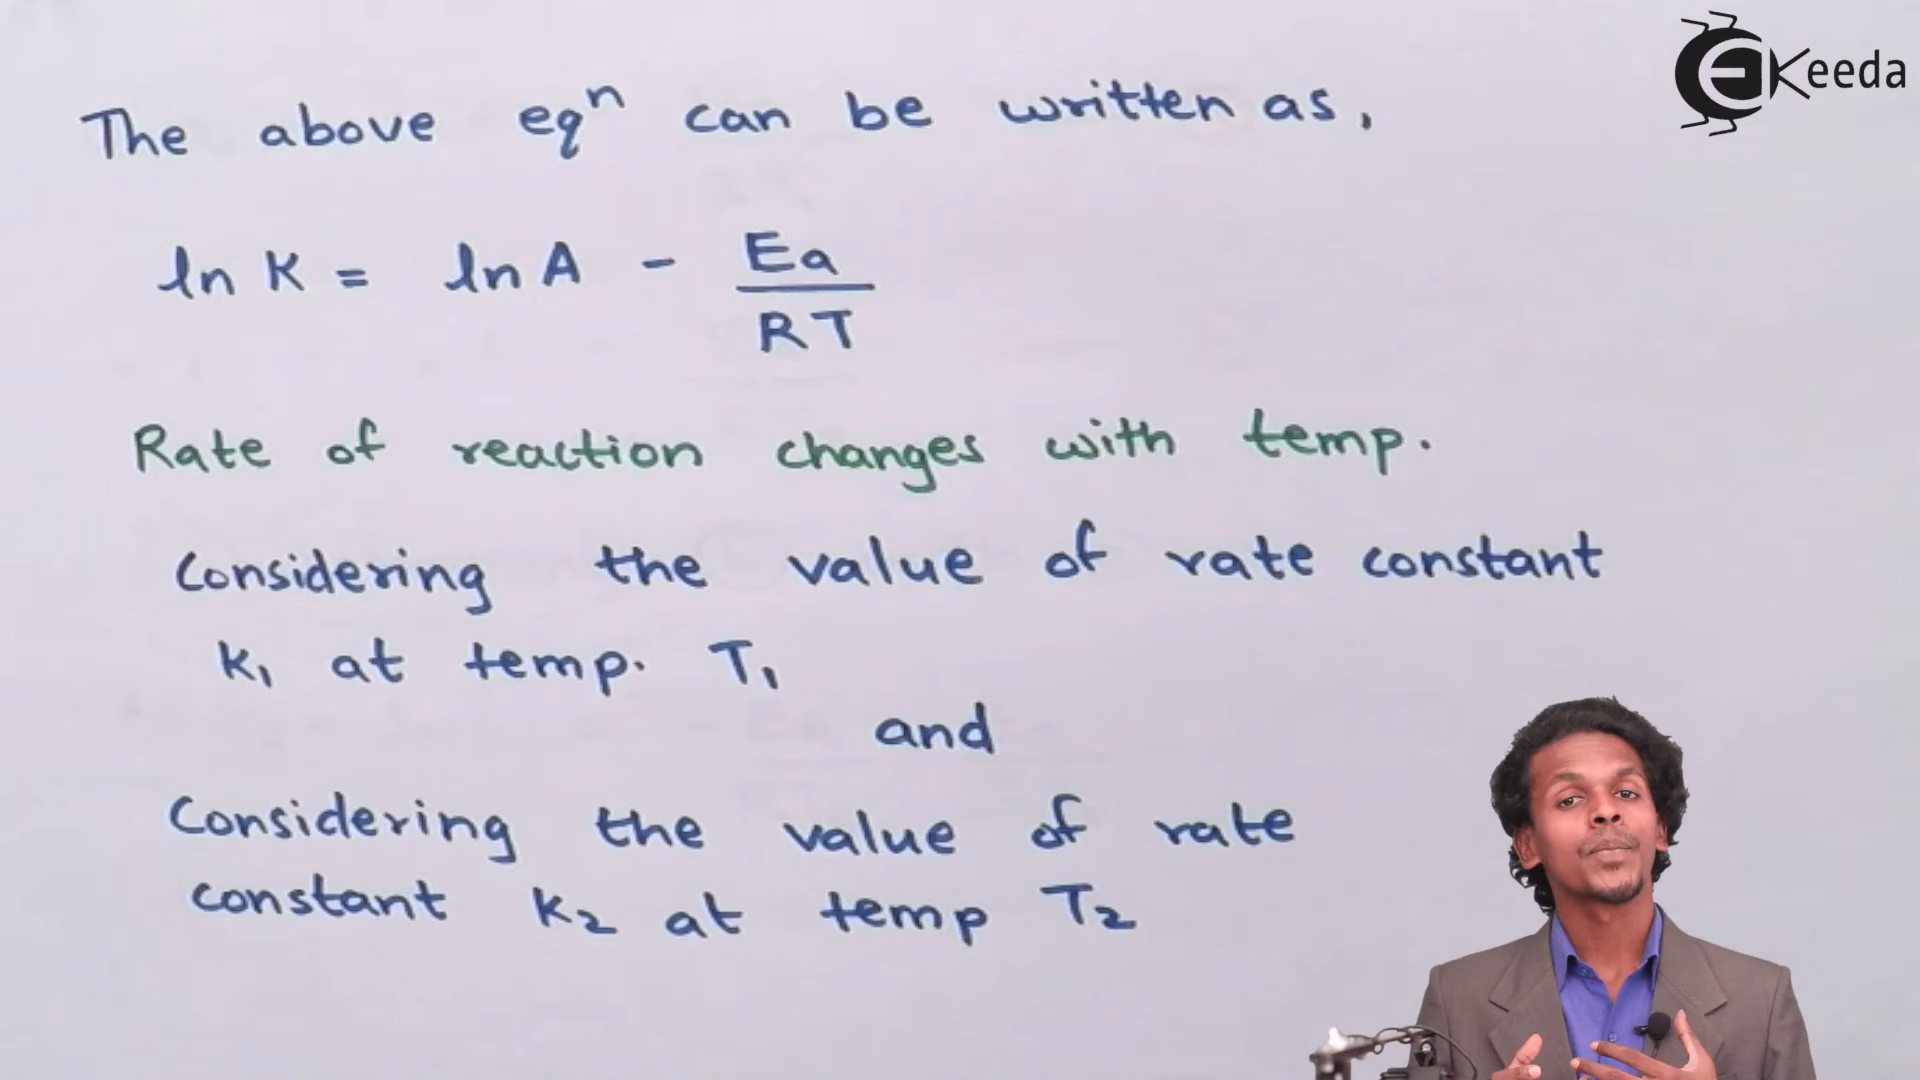 EKeeda
The above eqⁿ can be written as,
ln K = ln A - Ea/RT
Rate of reaction changes with temp.
Considering the value of rate constant
K₁ at temp. T₁
and
Considering the value of rate
constant K₂ at temp T₂